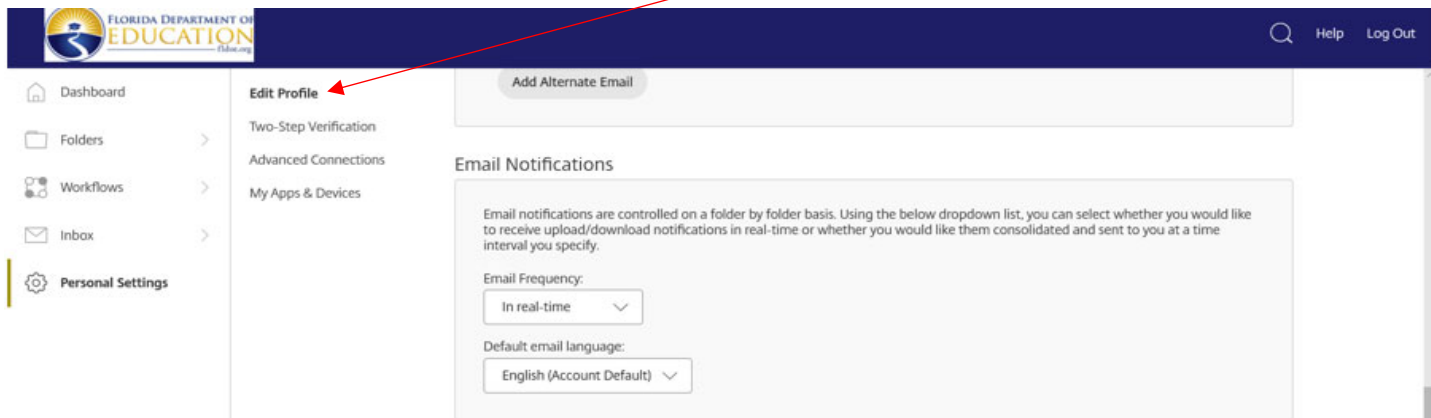 FLORIDA DEPARTMENT OF
EDUCATION
fldoe.org
Help
Log Out
Dashboard
Folders
Workflows
Inbox
Personal Settings
Edit Profile
Two-Step Verification
Advanced Connections
My Apps & Devices
Add Alternate Email
Email Notifications
Email notifications are controlled on a folder by folder basis. Using the below dropdown list, you can select whether you would like
to receive upload/download notifications in real-time or whether you would like them consolidated and sent to you at a time
interval you specify.
Email Frequency:
In real-time
Default email language:
English (Account Default)